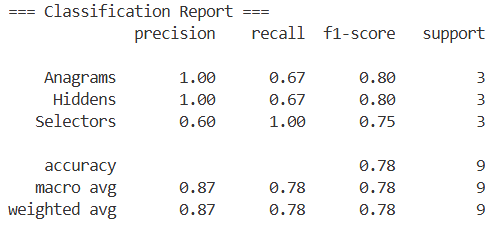 === Classification Report ===
precision recall f1-score support
Anagrams 1.00 0.67 0.80 3
Hiddens 1.00 0.67 0.80 3
Selectors 0.60 1.00 0.75 3
accuracy 0.78 9
macro avg 0.87 0.78 0.78 9
weighted avg 0.87 0.78 0.78 9